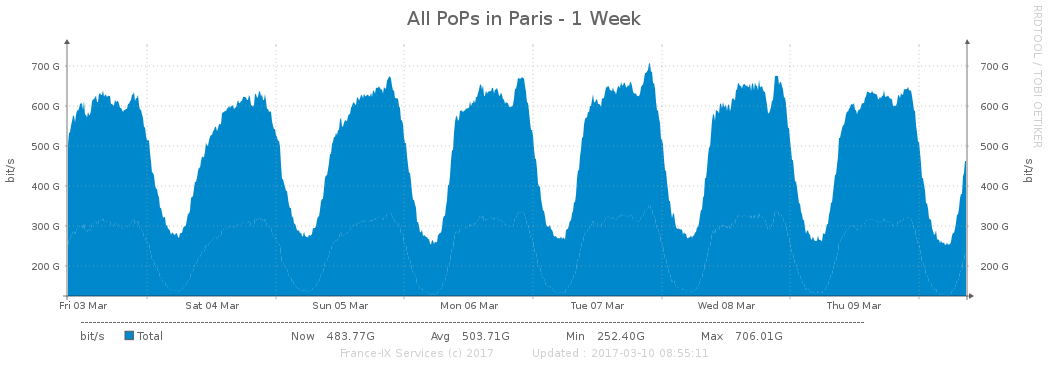 All PoPs in Paris - 1 Week
RRDTOOL / TOBI OETIKER
bit/s
700 G 700 G
600 G 600 G
500 G 500 G
400 G 400 G
300 G 300 G
200 G 200 G
bit/s
Fri 03 Mar Sat 04 Mar Sun 05 Mar Mon 06 Mar Tue 07 Mar Wed 08 Mar Thu 09 Mar
bit/s Total Now 483.77G Avg 503.71G Min 252.40G Max 706.01G
France-IX Services (c) 2017 Updated : 2017-03-10 08:55:11